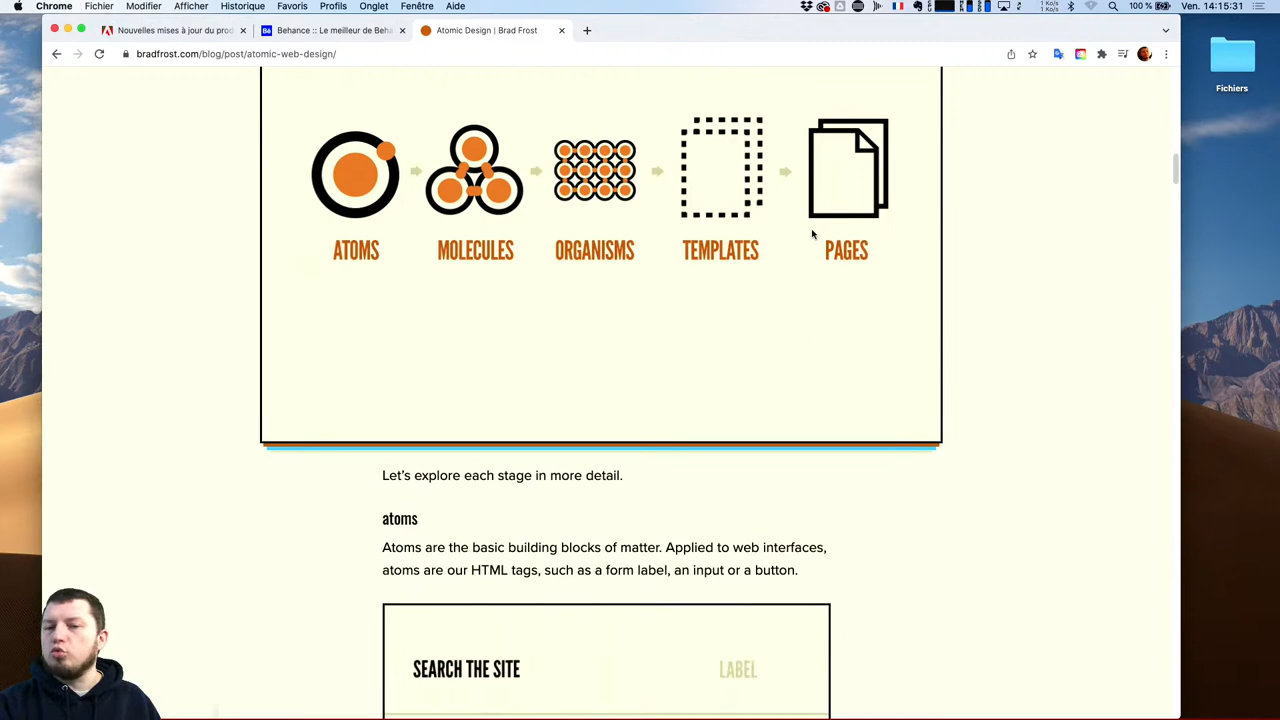 Chrome Fichier Modifier Afficher Historique Favoris Profils Onglet Fenêtre Aide
100 % Ven. 14:15:31
Nouvelles mises à jour du prod
Behance :: Le meilleur de Beha
Atomic Design | Brad Frost
bradfrost.com/blog/post/atomic-web-design/
Fichiers
ATOMS MOLECULES ORGANISMS TEMPLATES PAGES
Let's explore each stage in more detail.
atoms
Atoms are the basic building blocks of matter. Applied to web interfaces,
atoms are our HTML tags, such as a form label, an input or a button.
SEARCH THE SITE LABEL